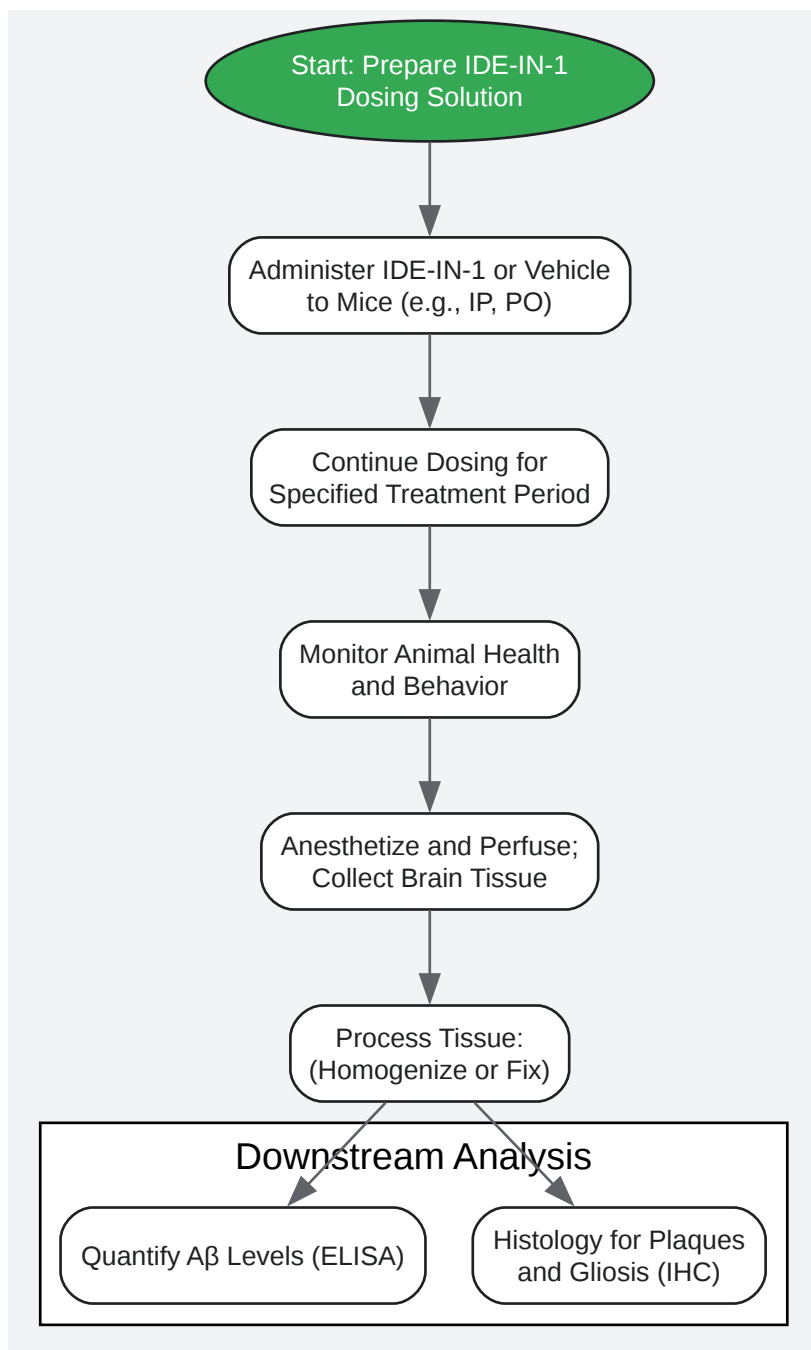 Start: Prepare IDE-IN-1
Dosing Solution
Administer IDE-IN-1 or Vehicle
to Mice (e.g., IP, PO)
Continue Dosing for
Specified Treatment Period
Monitor Animal Health
and Behavior
Anesthetize and Perfuse;
Collect Brain Tissue
Process Tissue:
(Homogenize or Fix)
Downstream Analysis
Quantify Aβ Levels (ELISA)
Histology for Plaques
and Gliosis (IHC)